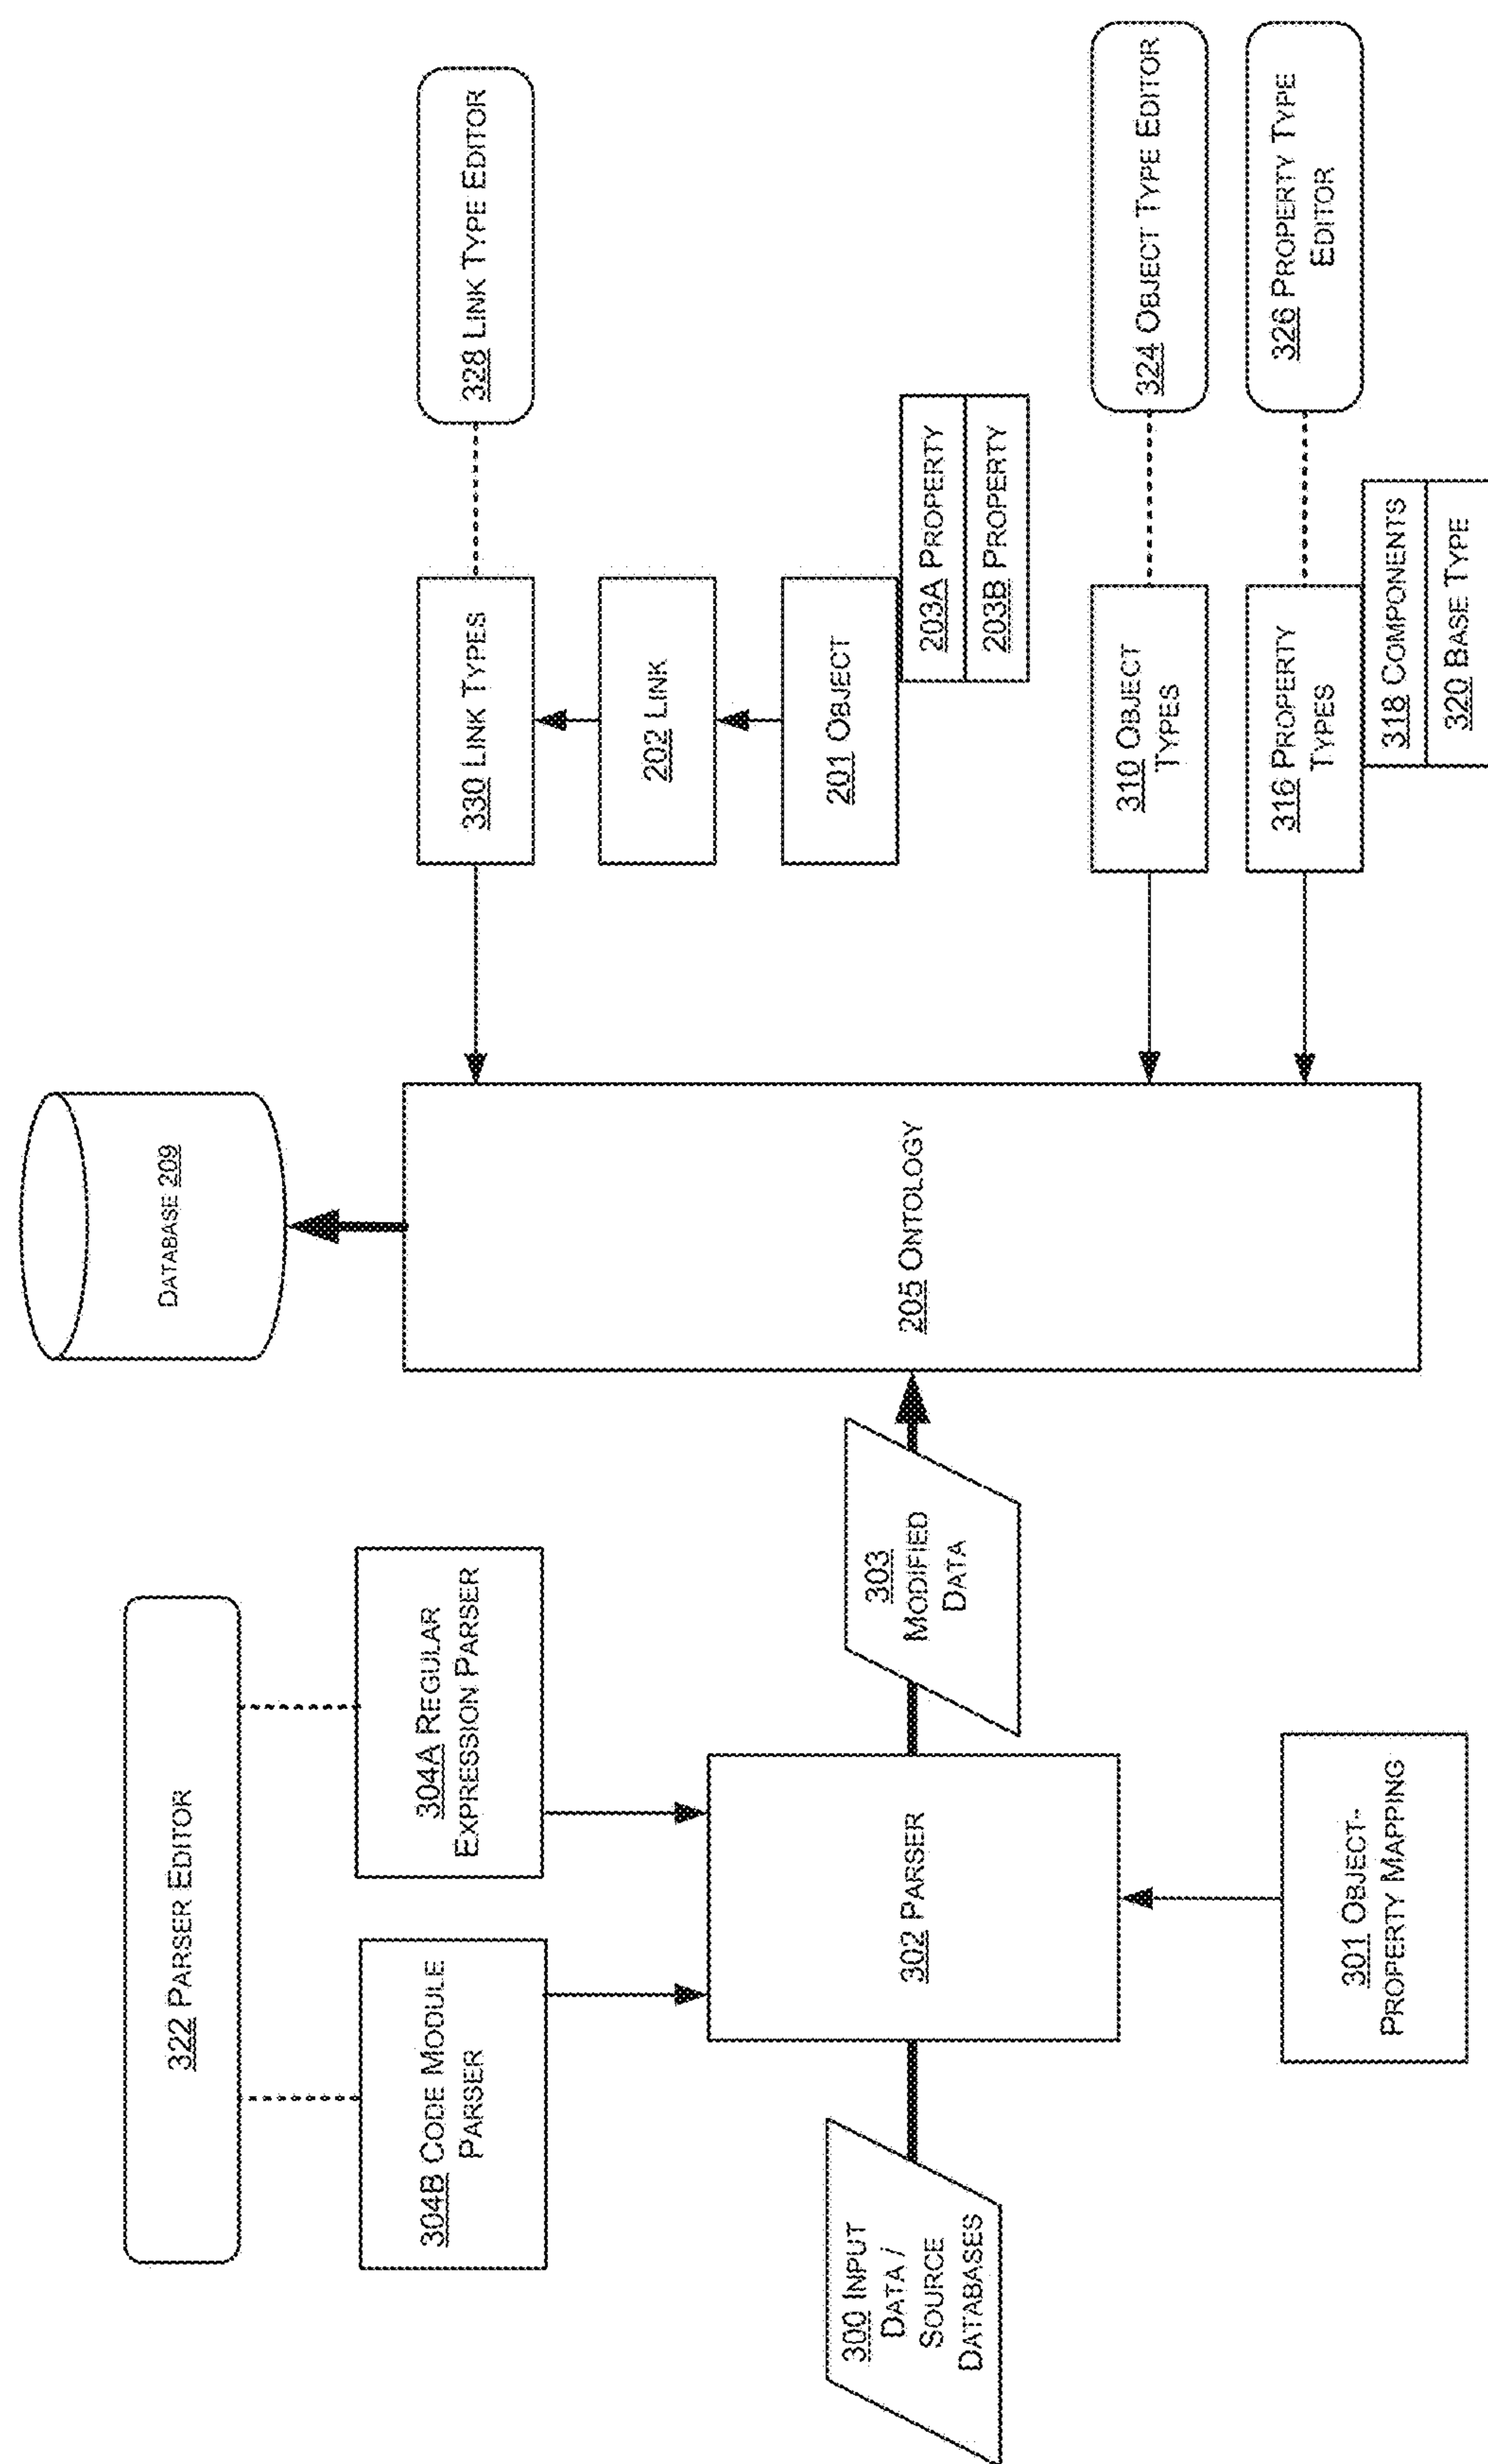 322 PARSER EDITOR
304B CODE MODULE
PARSER
304A REGULAR
EXPRESSION PARSER
300 INPUT
DATA /
SOURCE
DATABASES
302 PARSER
303
MODIFIED
DATA
301 OBJECT-
PROPERTY MAPPING
DATABASE 209
205 ONTOLOGY
330 LINK TYPES
328 LINK TYPE EDITOR
202 LINK
201 OBJECT
203A PROPERTY
203B PROPERTY
310 OBJECT
TYPES
324 OBJECT TYPE EDITOR
316 PROPERTY
TYPES
326 PROPERTY TYPE
EDITOR
318 COMPONENTS
320 BASE TYPE